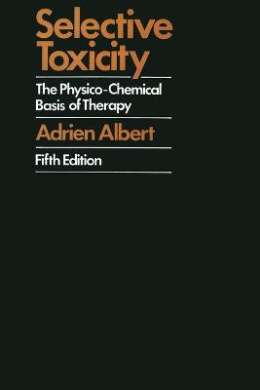 Selective
Toxicity
The Physico-Chemical
Basis of Therapy
Adrien Albert
Fifth Edition